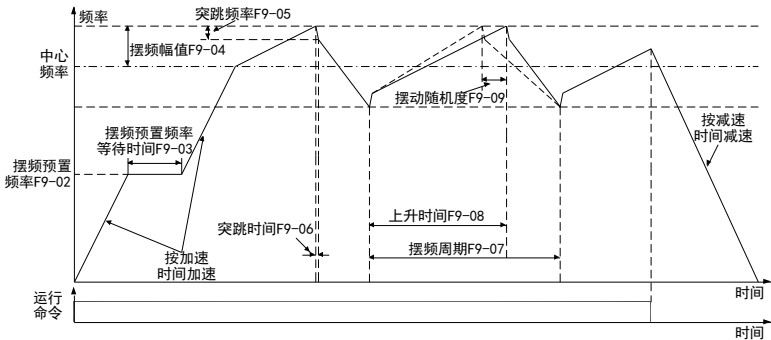 频率
突跳频率F9-05
摆频幅值F9-04
中心
频率
摆动随机度F9-09
摆频预置频率
等待时间F9-03
按减速
时间减速
摆频预置
频率F9-02
上升时间F9-08
突跳时间F9-06
摆频周期F9-07
按加速
时间加速
时间
运行
命令
时间